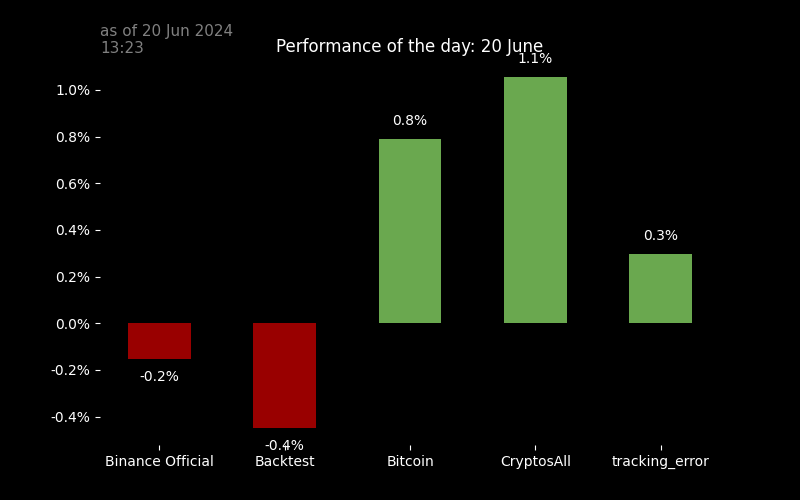 as of 20 Jun 2024
13:23
Performance of the day: 20 June
1.1%
1.0%
0.8%
0.8%
0.6%
0.4%
0.3%
0.2%
0.0%
-0.2%
-0.2%
-0.4%
-0.4%
Binance Official
Backtest
Bitcoin
CryptosAll
tracking_error